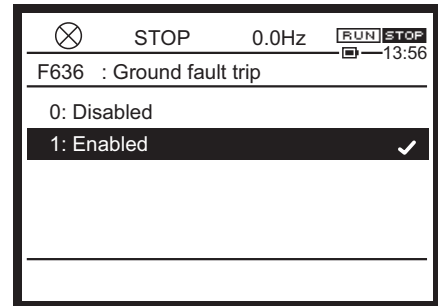 STOP 0.0Hz RUN STOP
13:56
F636 : Ground fault trip
0: Disabled
1: Enabled